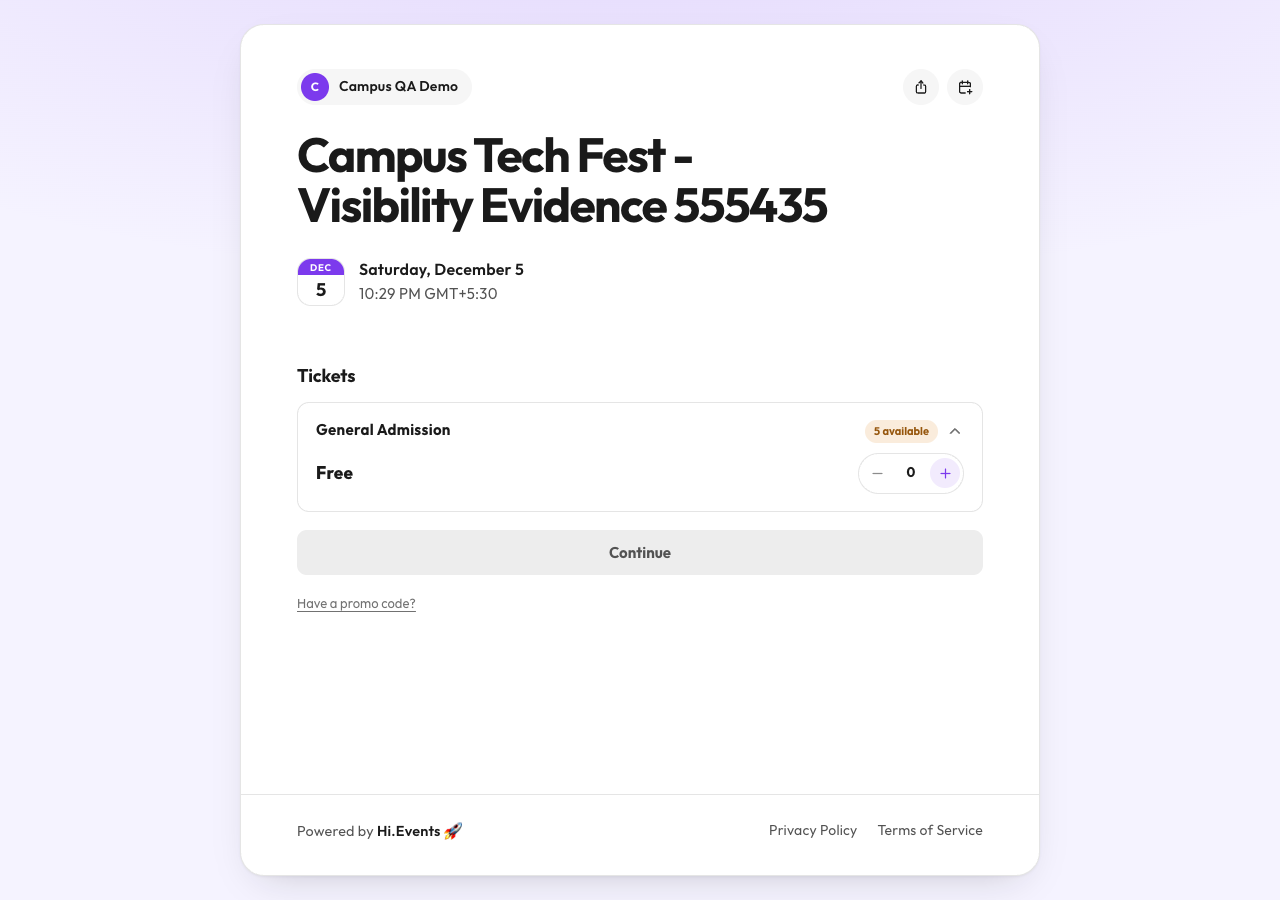 C Campus QA Demo
Campus Tech Fest -
Visibility Evidence 555435
DEC
5
Saturday, December 5
10:29 PM GMT+5:30
Tickets
General Admission
5 available
Free
0
Continue
Have a promo code?
Powered by Hi.Events 🚀
Privacy Policy
Terms of Service